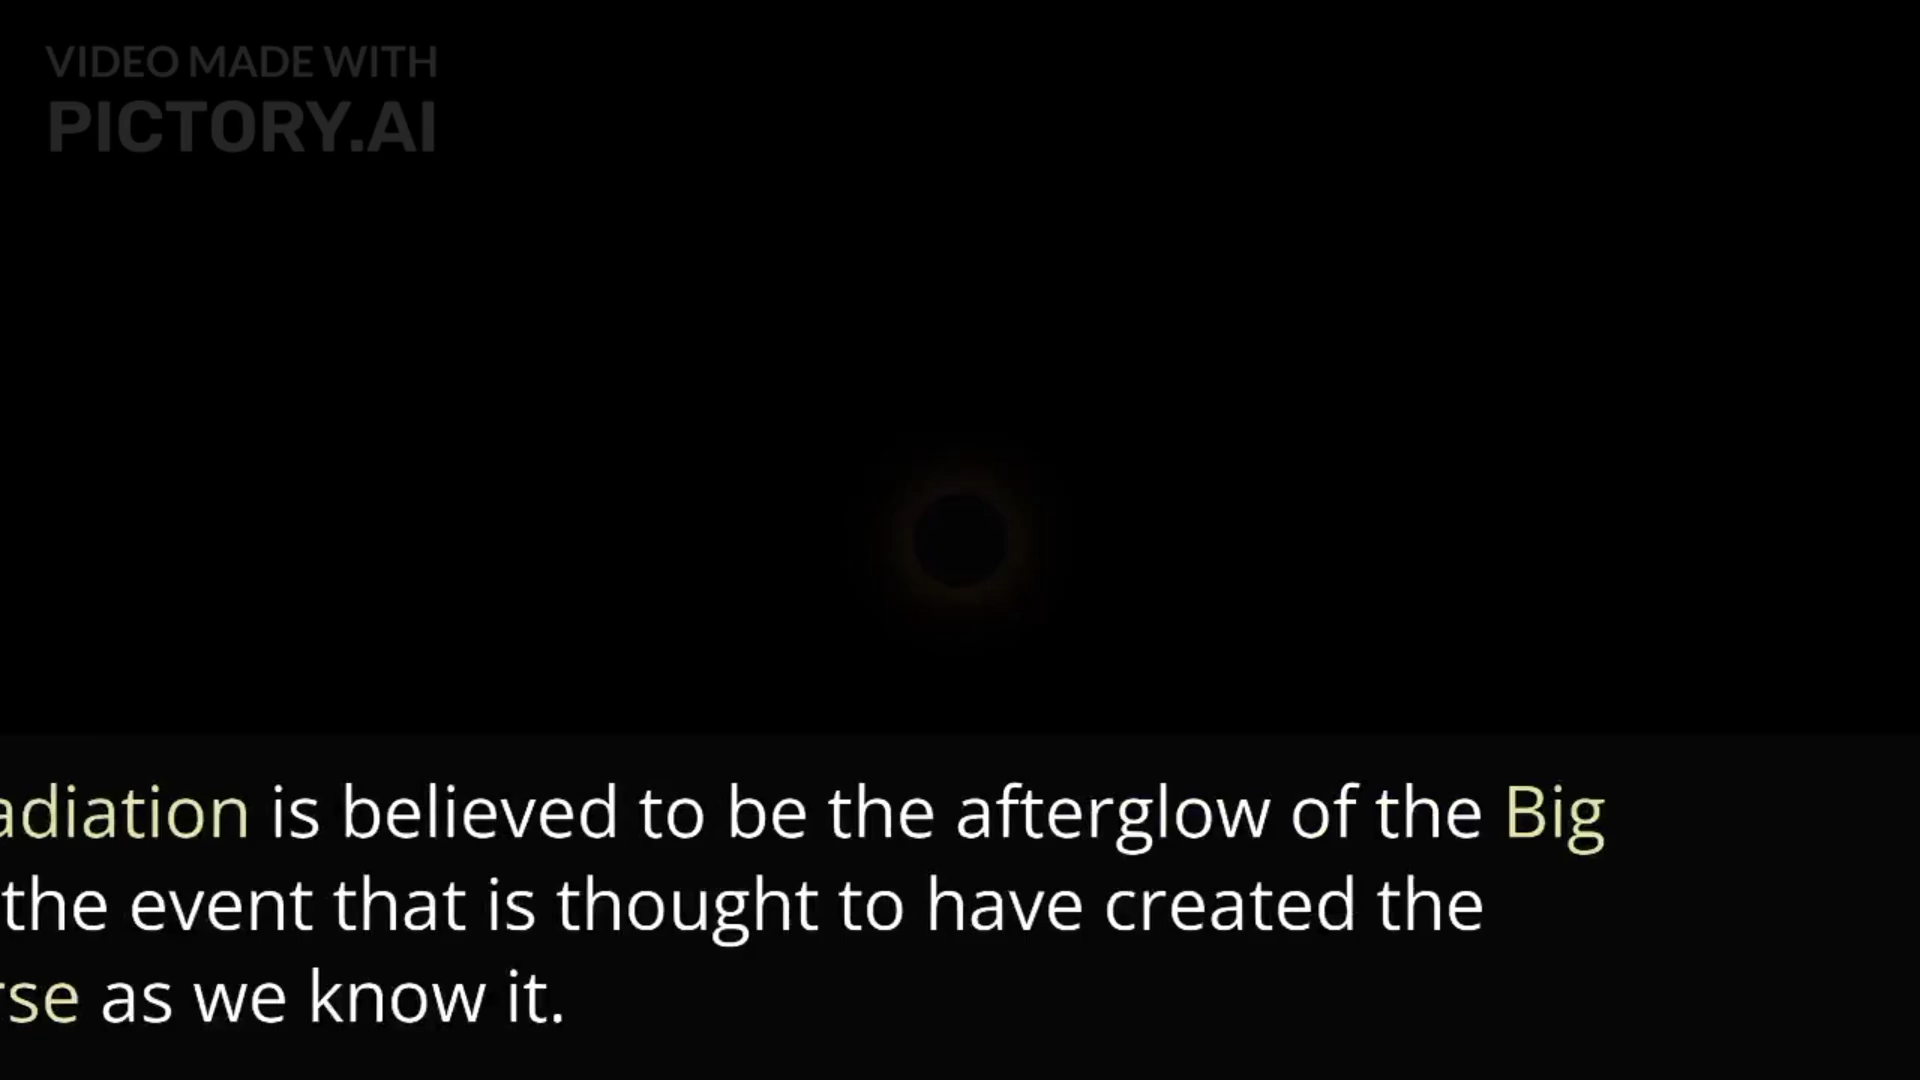 VIDEO MADE WITH
PICTORY.AI
adiation is believed to be the afterglow of the Big
the event that is thought to have created the
rse as we know it.